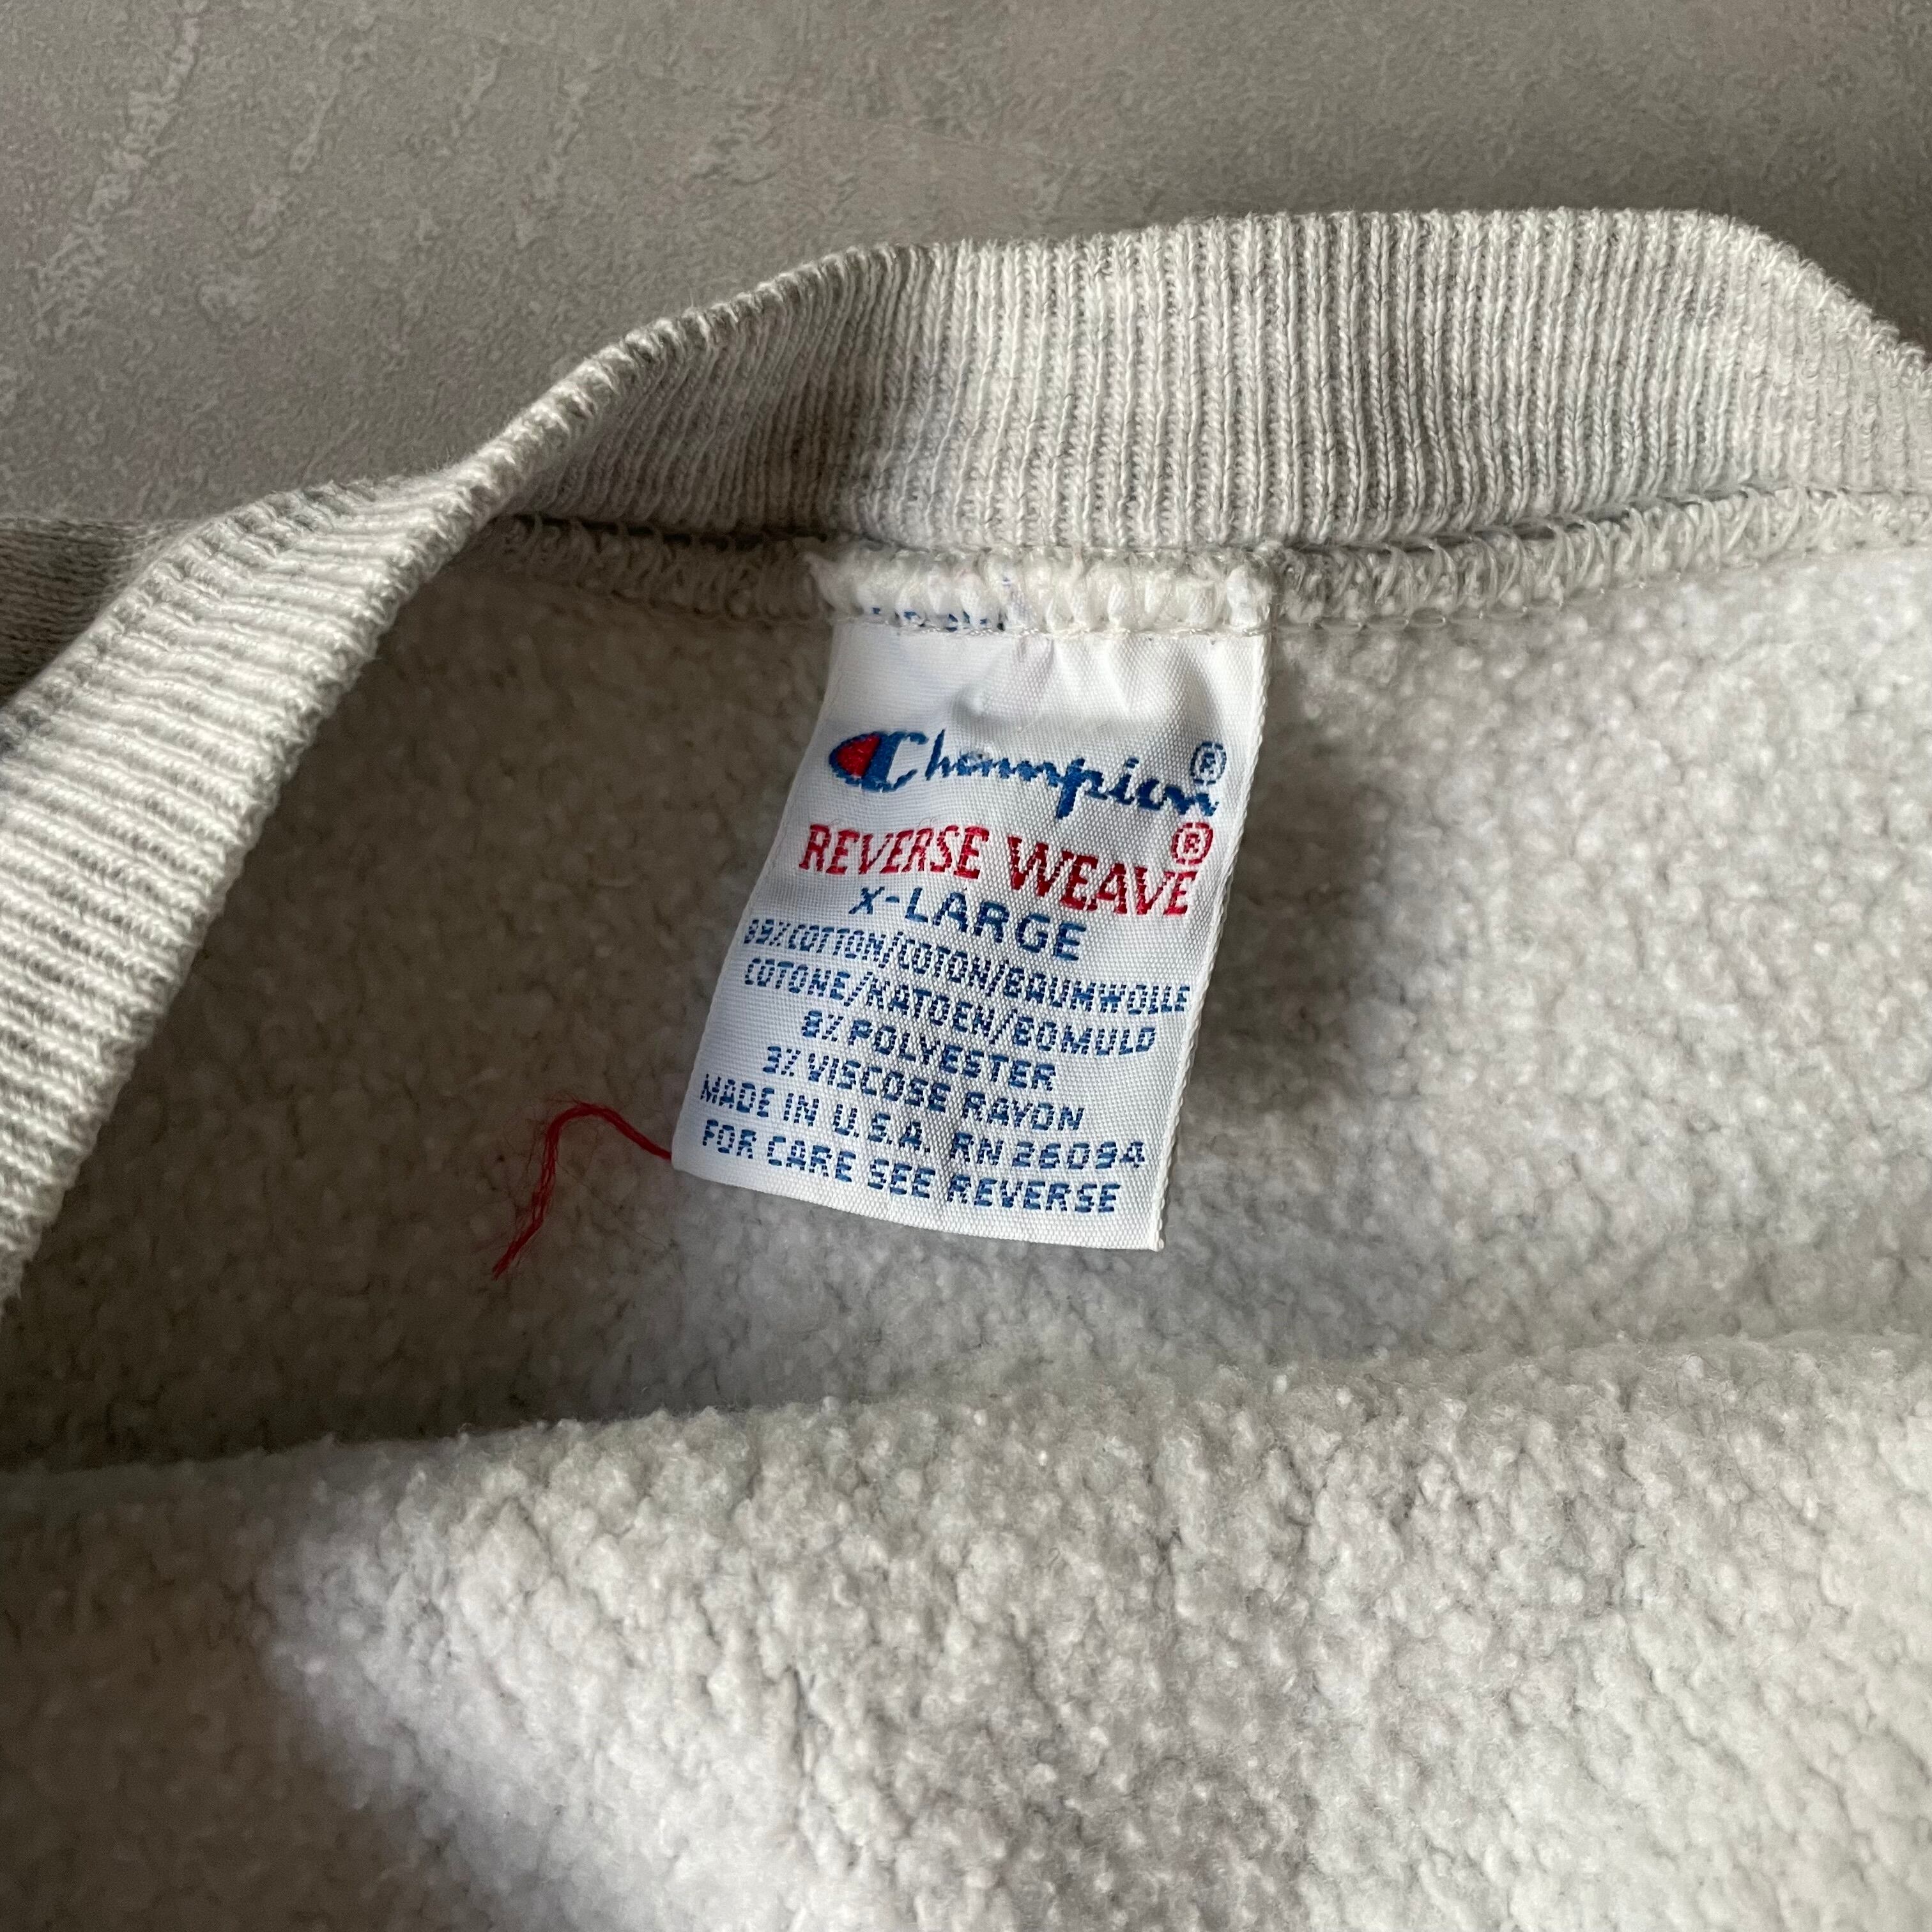 Champion®
REVERSE WEAVE®
X-LARGE
89% COTTON/COTON/BAUMWOLLE
COTONE/KATOEN/BOMULD
8% POLYESTER
3% VISCOSE RAYON
MADE IN U.S.A. RN 26094
FOR CARE SEE REVERSE